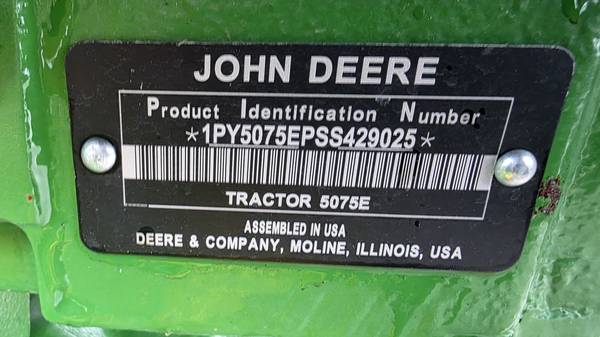 JOHN DEERE
Product Identification Number
*1PY5075EPSS429025*
TRACTOR 5075E
ASSEMBLED IN USA
DEERE & COMPANY, MOLINE, ILLINOIS, USA